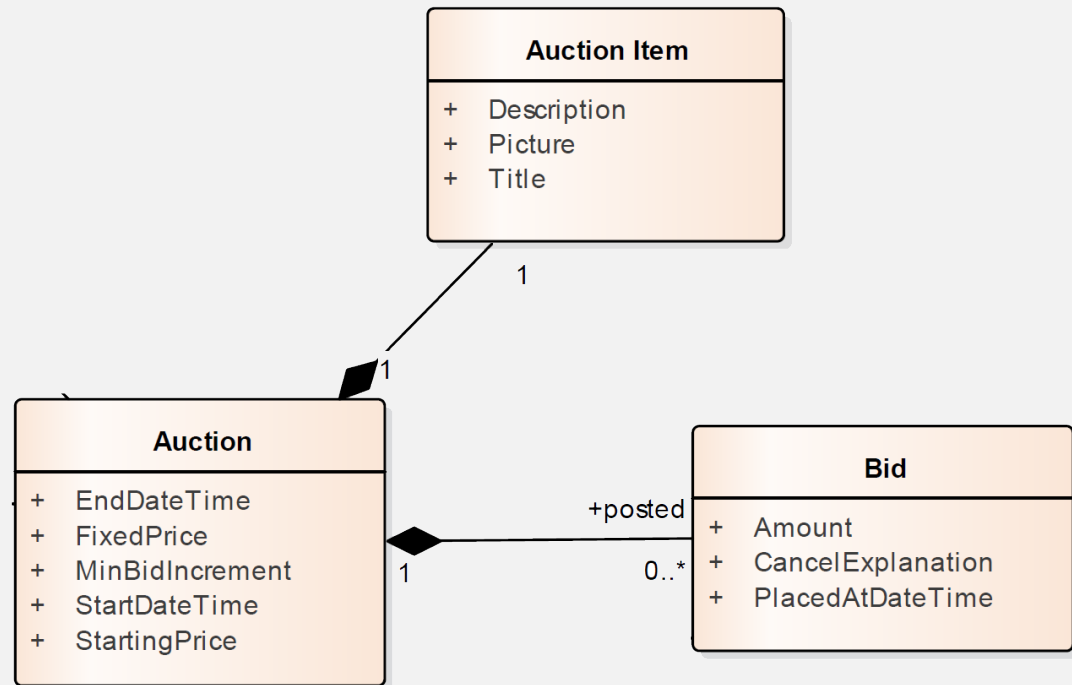 Auction Item
+ Description
+ Picture
+ Title
1
1
Auction
+ EndDateTime
+ FixedPrice
+ MinBidIncrement
+ StartDateTime
+ StartingPrice
1
+posted
0..*
Bid
+ Amount
+ CancelExplanation
+ PlacedAtDateTime